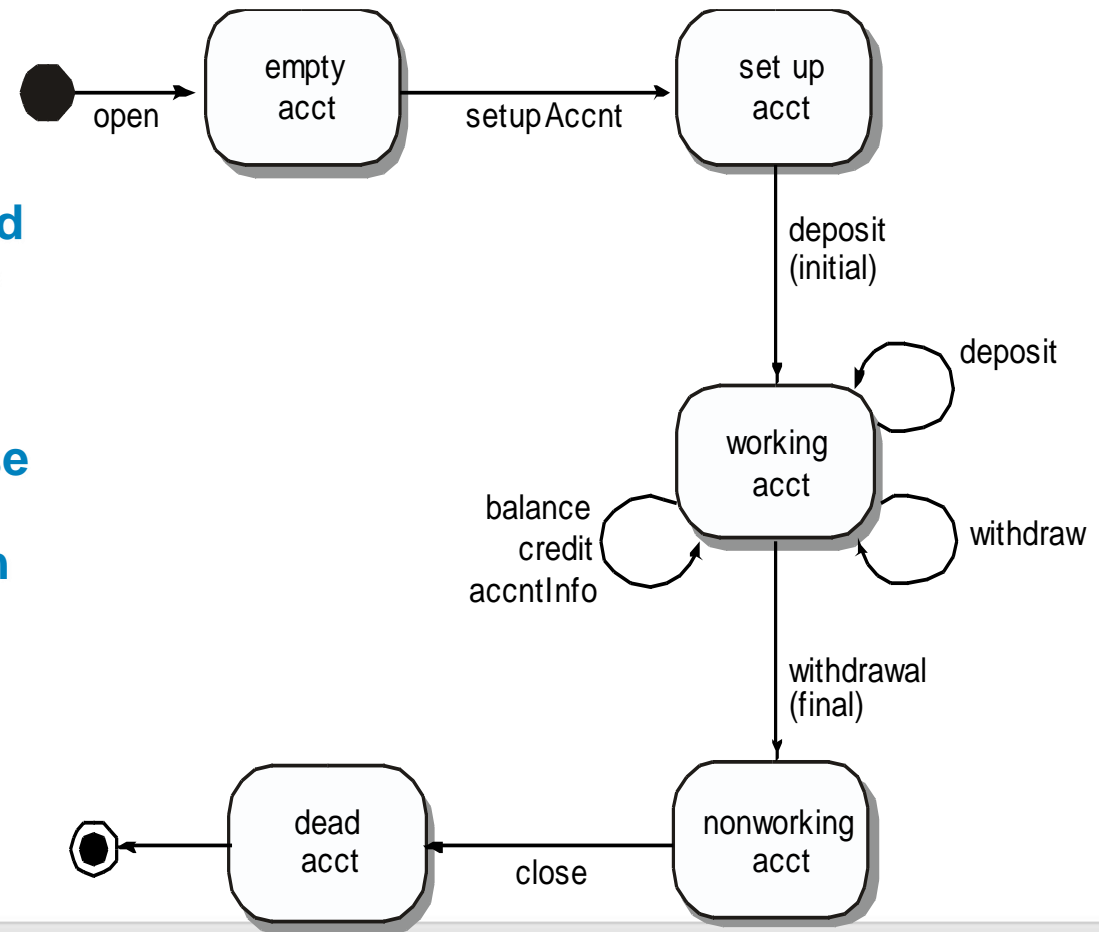 empty
acct
set up
acct
open
setupAccnt
d
deposit
(initial)
deposit
working
acct
se
balance
credit
accntInfo
withdraw
withdrawal
(final)
dead
acct
nonworking
acct
close